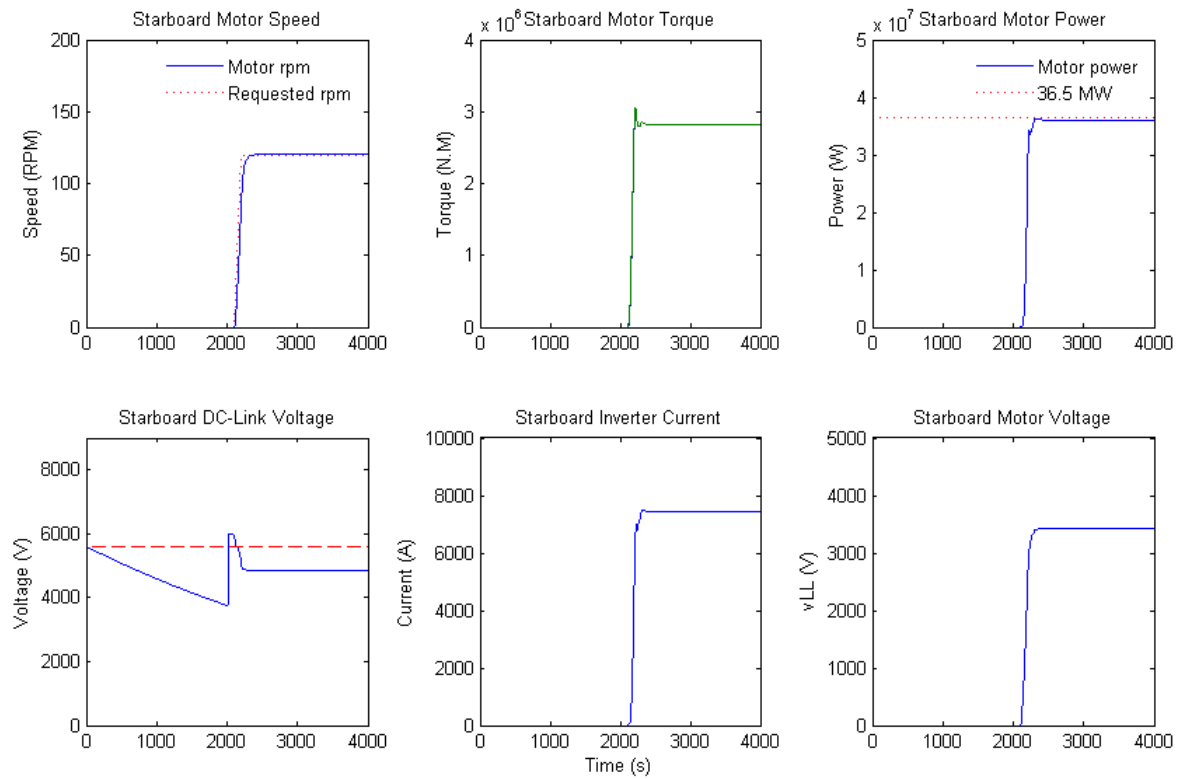 Starboard Motor Speed
Speed (RPM)
200
150
100
50
0
0 1000 2000 3000 4000
Motor rpm
Requested rpm
x 10^6 Starboard Motor Torque
Torque (N.M)
4
3
2
1
0
0 1000 2000 3000 4000
x 10^7 Starboard Motor Power
Power (W)
5
4
3
2
1
0
0 1000 2000 3000 4000
Motor power
36.5 MW
Starboard DC-Link Voltage
Voltage (V)
8000
6000
4000
2000
0
0 1000 2000 3000 4000
Starboard Inverter Current
Current (A)
10000
8000
6000
4000
2000
0
0 1000 2000 3000 4000
Time (s)
Starboard Motor Voltage
vLL (V)
5000
4000
3000
2000
1000
0
0 1000 2000 3000 4000